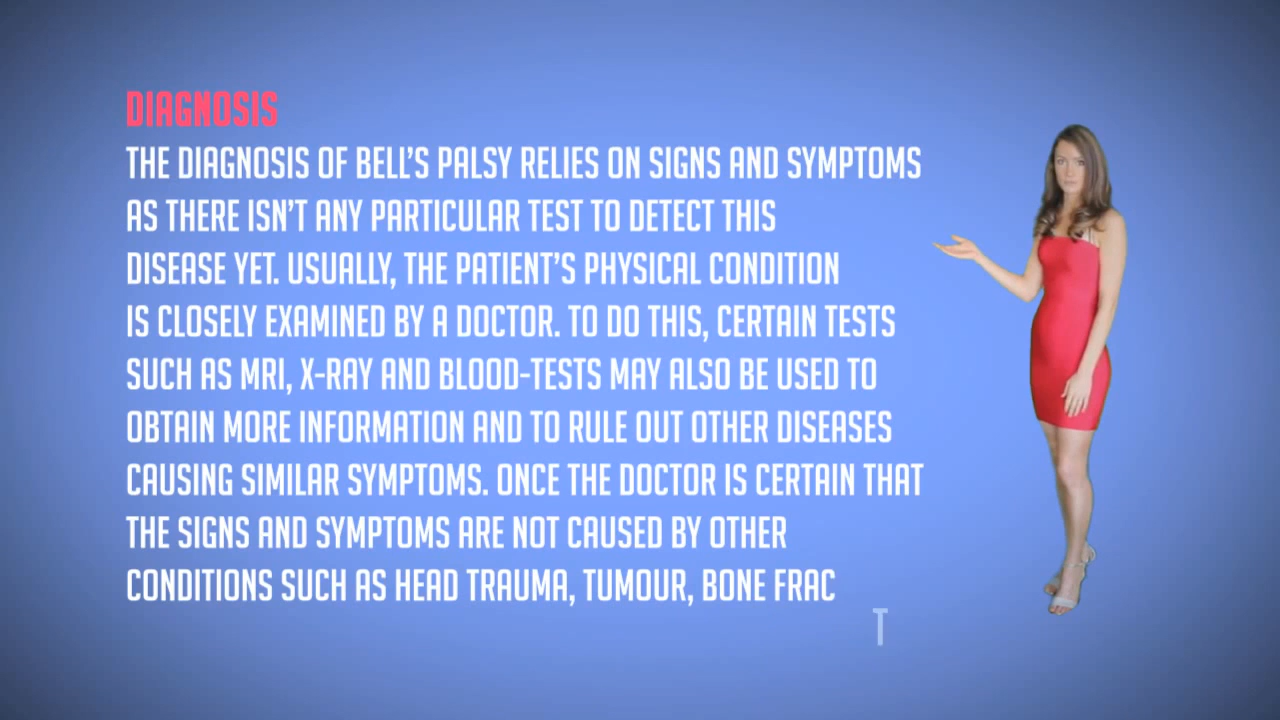 DIAGNOSIS
THE DIAGNOSIS OF BELL'S PALSY RELIES ON SIGNS AND SYMPTOMS
AS THERE ISN'T ANY PARTICULAR TEST TO DETECT THIS
DISEASE YET. USUALLY, THE PATIENT'S PHYSICAL CONDITION
IS CLOSELY EXAMINED BY A DOCTOR. TO DO THIS, CERTAIN TESTS
SUCH AS MRI, X-RAY AND BLOOD-TESTS MAY ALSO BE USED TO
OBTAIN MORE INFORMATION AND TO RULE OUT OTHER DISEASES
CAUSING SIMILAR SYMPTOMS. ONCE THE DOCTOR IS CERTAIN THAT
THE SIGNS AND SYMPTOMS ARE NOT CAUSED BY OTHER
CONDITIONS SUCH AS HEAD TRAUMA, TUMOUR, BONE FRAC
T